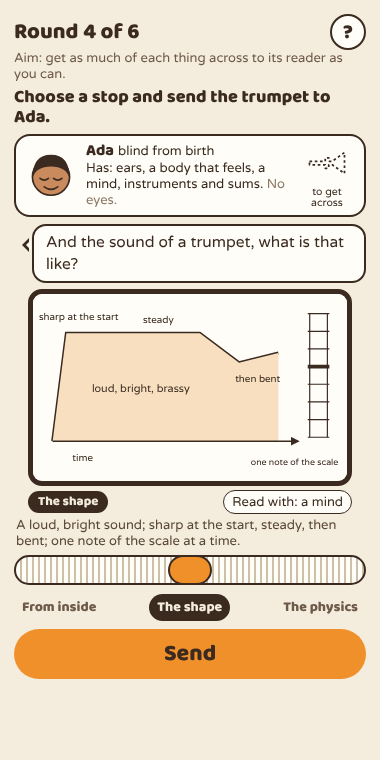 Round 4 of 6
?
Aim: get as much of each thing across to its reader as
you can.
Choose a stop and send the trumpet to
Ada.
Ada blind from birth
Has: ears, a body that feels, a
mind, instruments and sums. No
eyes.
to get
across
And the sound of a trumpet, what is that
like?
sharp at the start
steady
loud, bright, brassy
then bent
time
one note of the scale
The shape
Read with: a mind
A loud, bright sound; sharp at the start, steady, then
bent; one note of the scale at a time.
From inside
The shape
The physics
Send